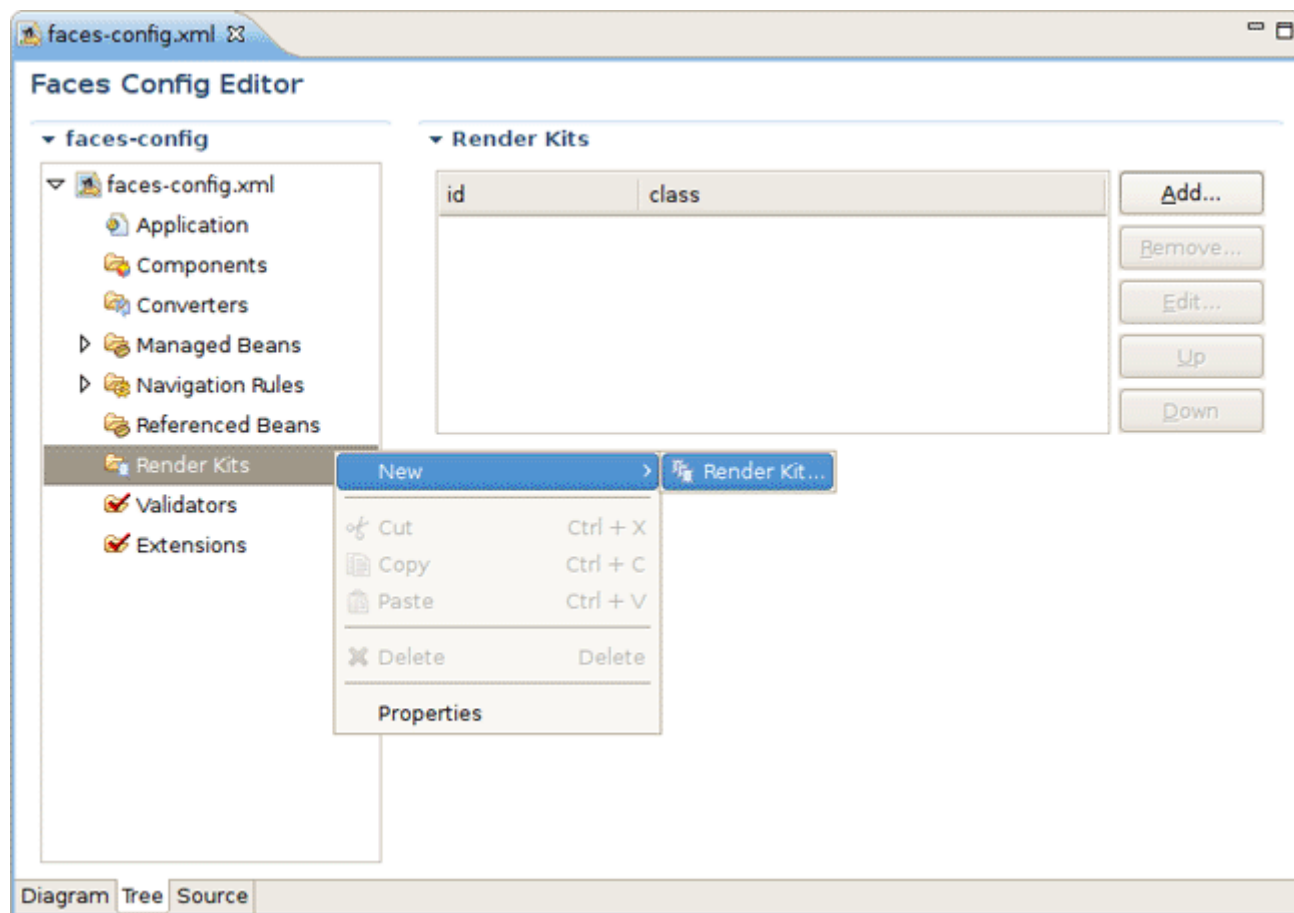 faces-config.xml
Faces Config Editor
faces-config
Render Kits
faces-config.xml
id class
Add...
Application
Remove...
Components
Converters
Edit...
Managed Beans
Up
Navigation Rules
Down
Referenced Beans
Render Kits
New
Render Kit...
Validators
Cut Ctrl + X
Extensions
Copy Ctrl + C
Paste Ctrl + V
Delete Delete
Properties
Diagram Tree Source